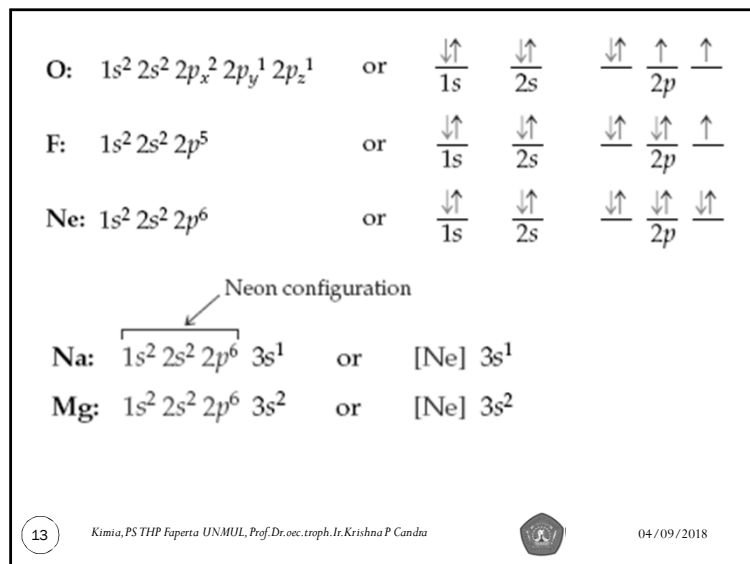 O: 1s² 2s² 2pₓ² 2p_y¹ 2p_z¹ or ↓↑ ↓↑ ↓↑ ↑ ↑
1s 2s 2p
F: 1s² 2s² 2p⁵ or ↓↑ ↓↑ ↓↑ ↓↑ ↑
1s 2s 2p
Ne: 1s² 2s² 2p⁶ or ↓↑ ↓↑ ↓↑ ↓↑ ↓↑
1s 2s 2p
Neon configuration
Na: 1s² 2s² 2p⁶ 3s¹ or [Ne] 3s¹
Mg: 1s² 2s² 2p⁶ 3s² or [Ne] 3s²
13 Kimia, PS THP Faperta UNMUL, Prof.Dr.oec.troph.Ir.Krishna P Candra 04/09/2018